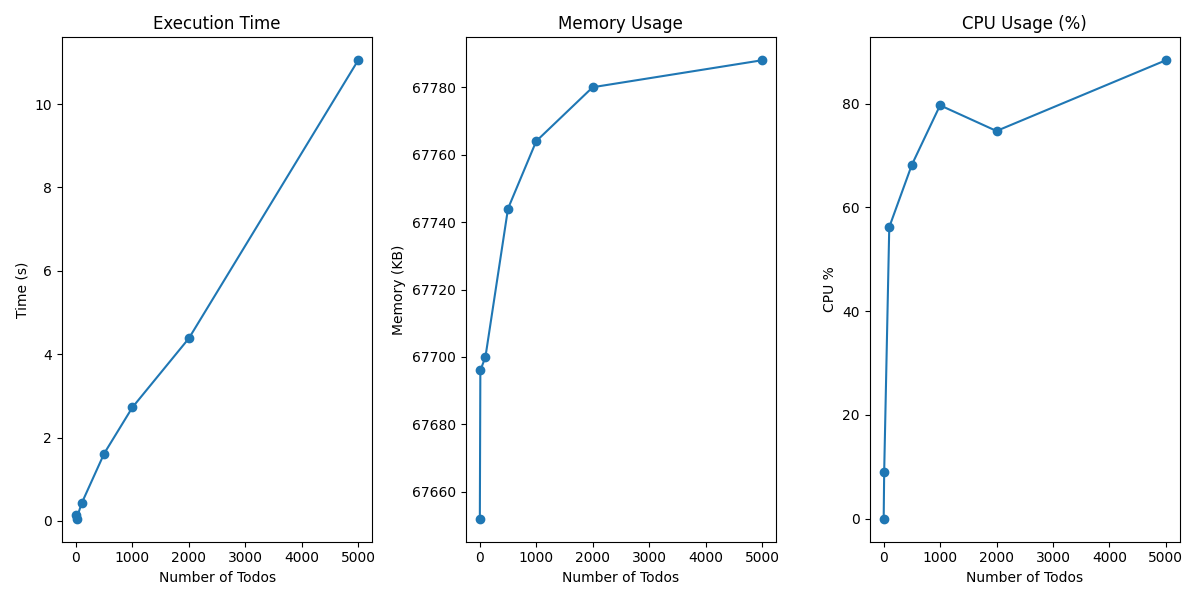 Execution Time
Time (s)
10
8
6
4
2
0
0 1000 2000 3000 4000 5000
Number of Todos
Memory Usage
Memory (KB)
67780
67760
67740
67720
67700
67680
67660
0 1000 2000 3000 4000 5000
Number of Todos
CPU Usage (%)
CPU %
80
60
40
20
0
0 1000 2000 3000 4000 5000
Number of Todos